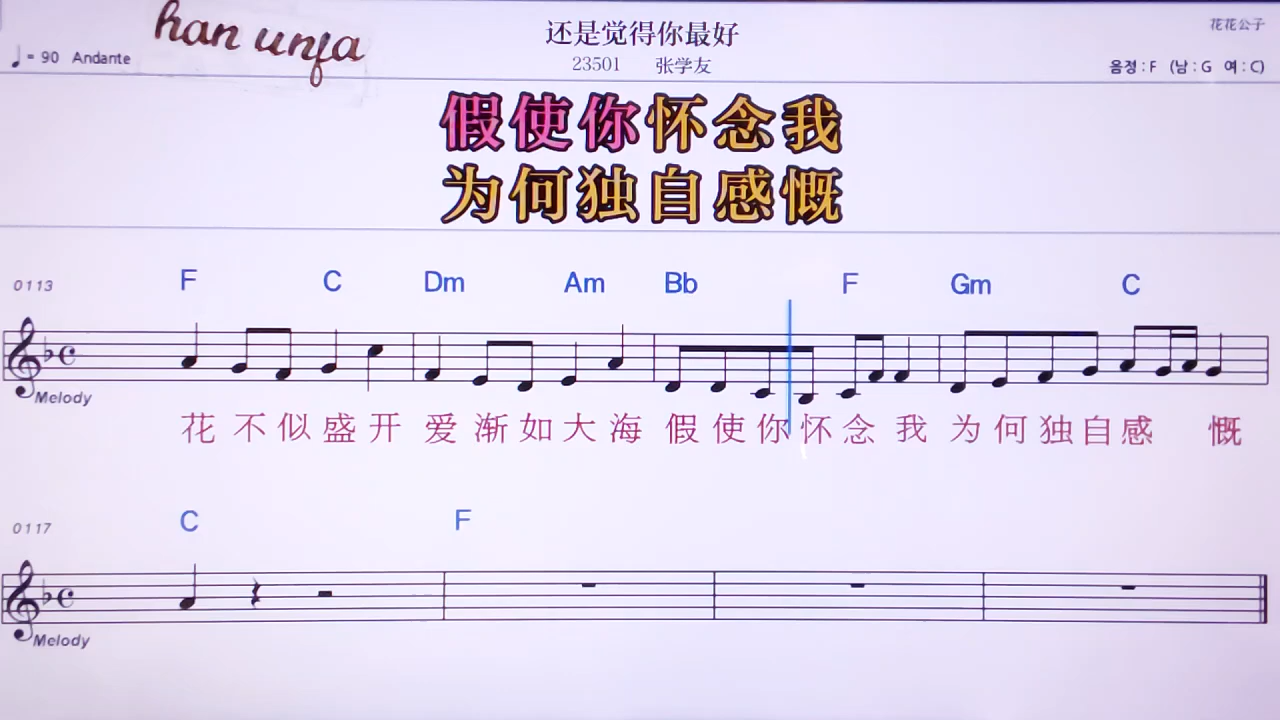 han unfa
还是觉得你最好
花花公子
♩= 90 Andante
23501 张学友
음정 : F (남 : G 여 : C)
假使你怀念我
为何独自感慨
0113 F C Dm Am Bb F Gm C
Melody
花 不 似 盛 开 爱 渐 如 大 海 假 使 你 怀 念 我 为 何 独 自 感 慨
0117 C F
Melody